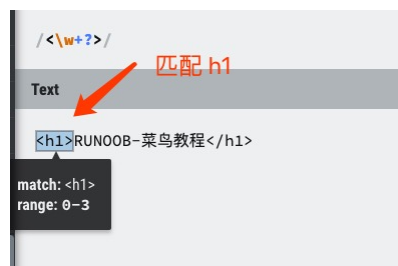 /<\w+?>/
匹配 h1
Text
<h1>RUNOOB-菜鸟教程</h1>
match: <h1>
range: 0-3